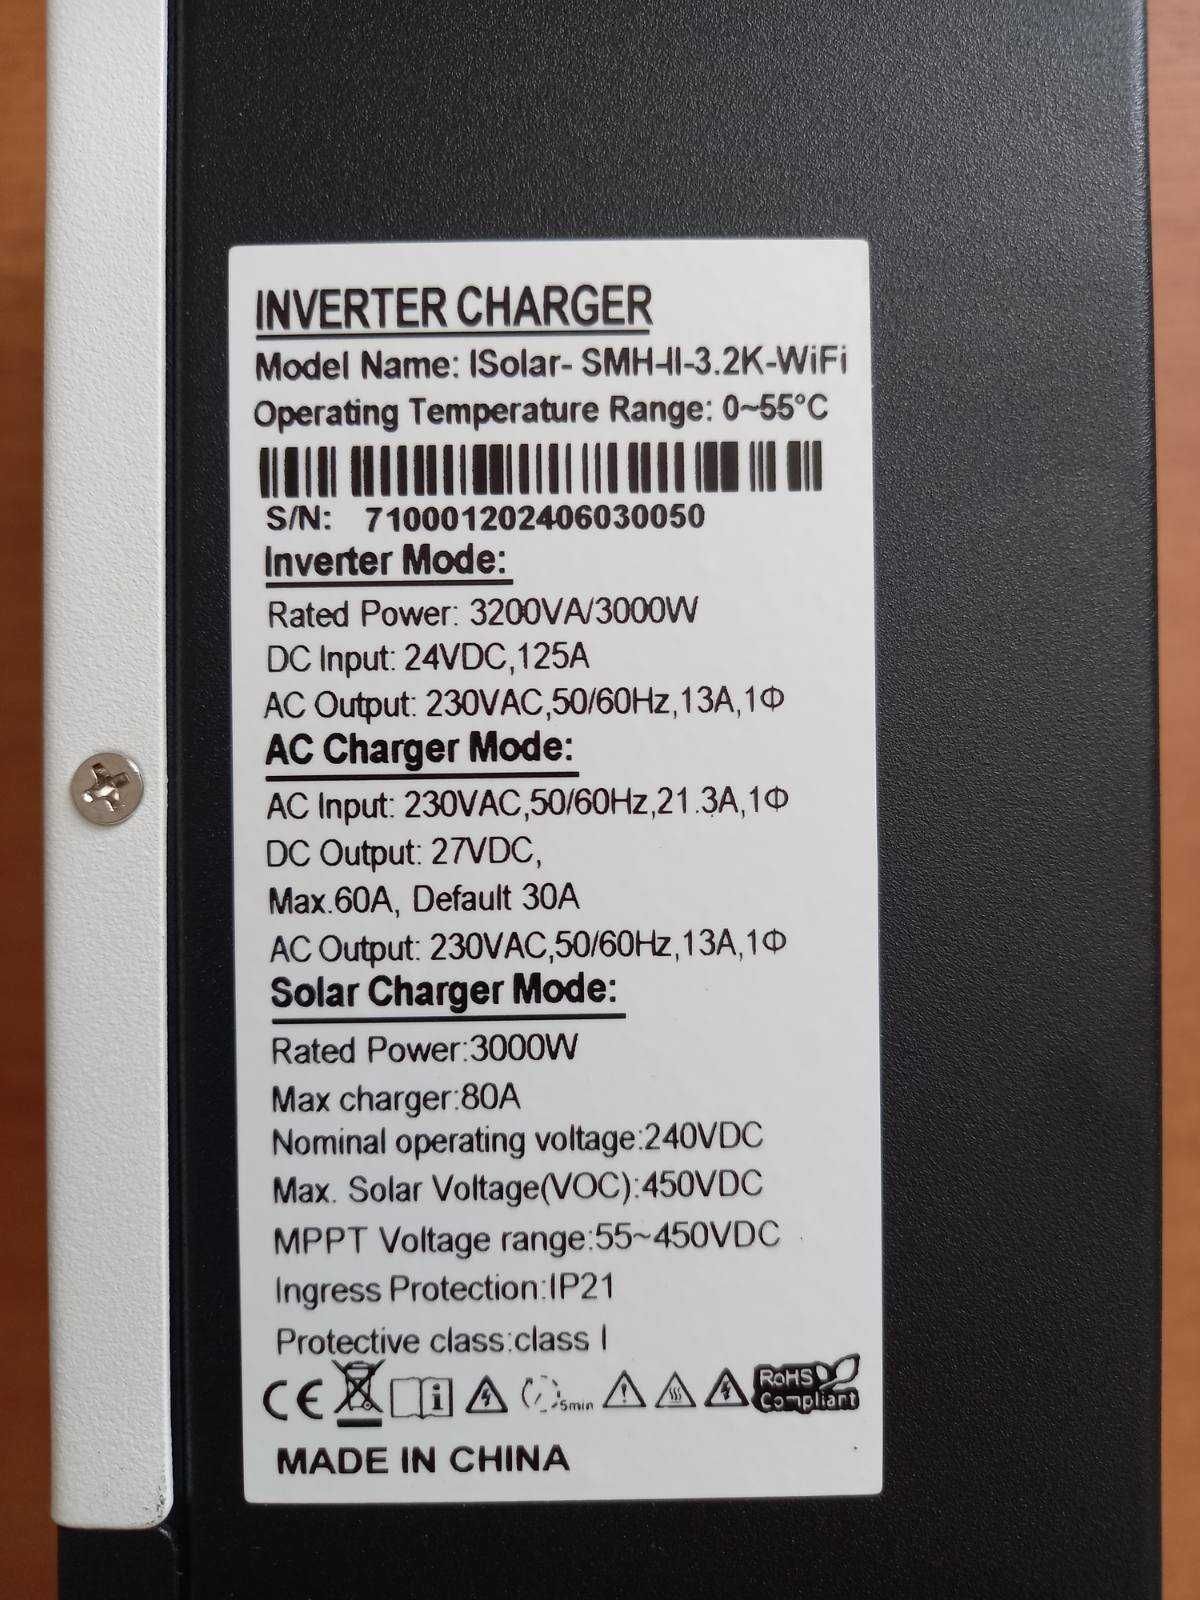 INVERTER CHARGER
Model Name: ISolar- SMH-II-3.2K-WiFi
Operating Temperature Range: 0~55°C
S/N: 710001202406030050
Inverter Mode:
Rated Power: 3200VA/3000W
DC Input: 24VDC,125A
AC Output: 230VAC,50/60Hz,13A,1Φ
AC Charger Mode:
AC Input: 230VAC,50/60Hz,21.3A,1Φ
DC Output: 27VDC,
Max.60A, Default 30A
AC Output: 230VAC,50/60Hz,13A,1Φ
Solar Charger Mode:
Rated Power:3000W
Max charger:80A
Nominal operating voltage:240VDC
Max. Solar Voltage(VOC):450VDC
MPPT Voltage range:55~450VDC
Ingress Protection:IP21
Protective class:class I
CE i 5min RoHS
Compliant
MADE IN CHINA